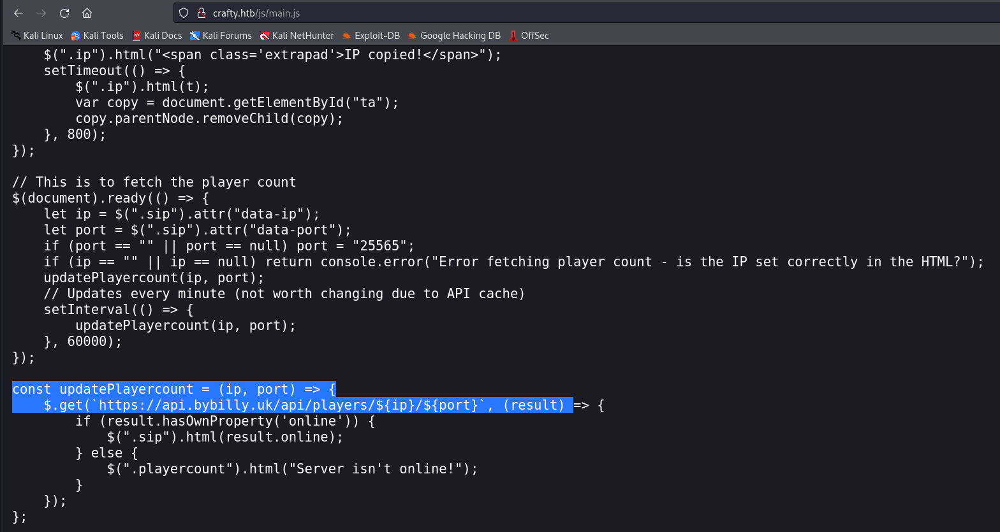 crafty.htb/js/main.js
Kali Linux Kali Tools Kali Docs Kali Forums Kali NetHunter Exploit-DB Google Hacking DB OffSec
    $(".ip").html("<span class='extrapad'>IP copied!</span>");
    setTimeout(() => {
        $(".ip").html(t);
        var copy = document.getElementById("ta");
        copy.parentNode.removeChild(copy);
    }, 800);
});

// This is to fetch the player count
$(document).ready(() => {
    let ip = $(".sip").attr("data-ip");
    let port = $(".sip").attr("data-port");
    if (port == "" || port == null) port = "25565";
    if (ip == "" || ip == null) return console.error("Error fetching player count - is the IP set correctly in the HTML?");
    updatePlayercount(ip, port);
    // Updates every minute (not worth changing due to API cache)
    setInterval(() => {
        updatePlayercount(ip, port);
    }, 60000);
});

const updatePlayercount = (ip, port) => {
    $.get(`https://api.bybilly.uk/api/players/${ip}/${port}`, (result) => {
        if (result.hasOwnProperty('online')) {
            $(".sip").html(result.online);
        } else {
            $(".playercount").html("Server isn't online!");
        }
    });
};